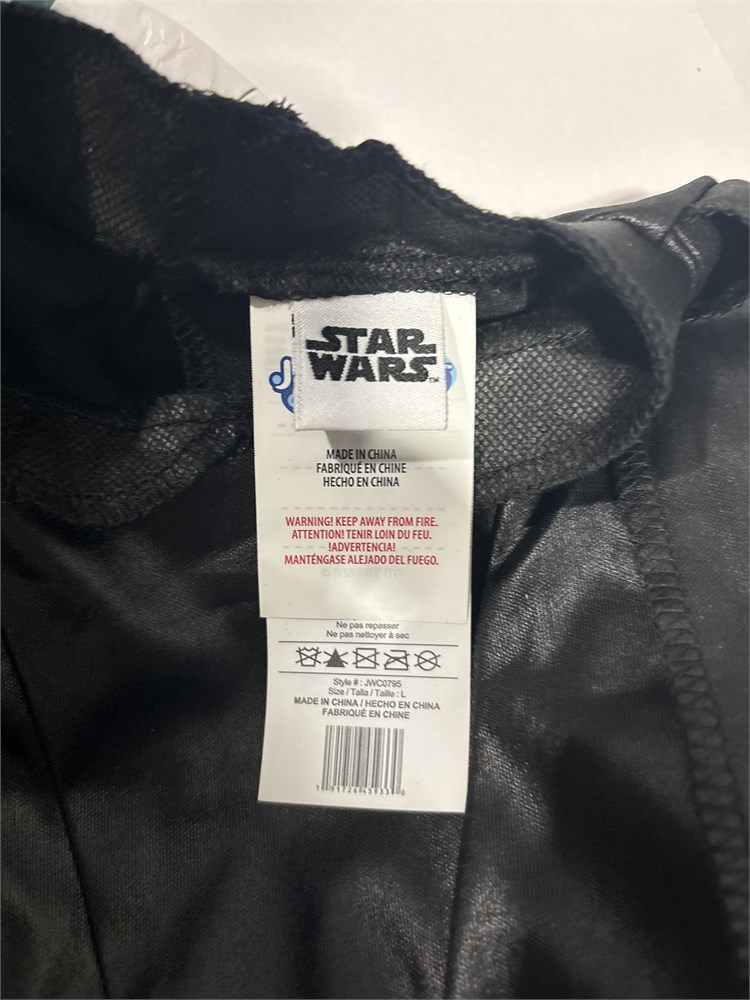 STAR
WARS
TM
MADE IN CHINA
FABRIQUÉ EN CHINE
HECHO EN CHINA
WARNING! KEEP AWAY FROM FIRE.
ATTENTION! TENIR LOIN DU FEU.
!ADVERTENCIA!
MANTÉNGASE ALEJADO DEL FUEGO.
Ne pas repasser
Ne pas nettoyer à sec
Style # : JWC0795
Size / Talla / Taille : L
MADE IN CHINA / HECHO EN CHINA
FABRIQUÉ EN CHINE